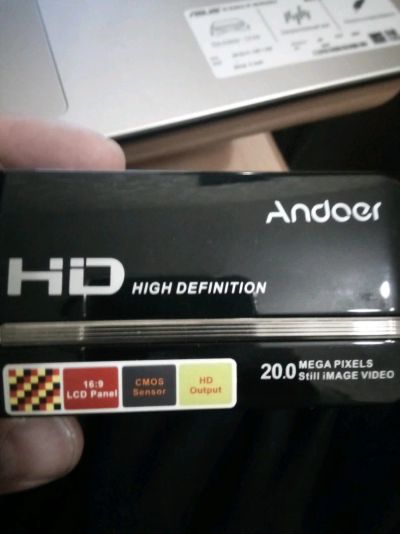 ASUS
Andoer
HD HIGH DEFINITION
20.0 MEGA PIXELS
Still iMAGE VIDEO
16:9
LCD Panel
CMOS
Sensor
HD
Output